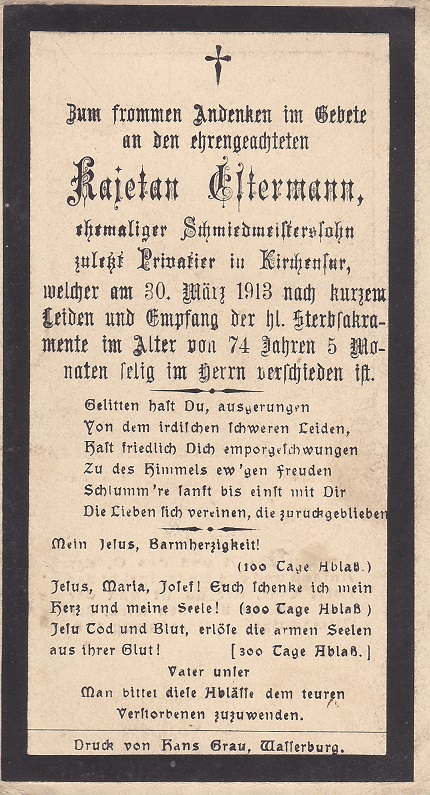 Zum frommen Andenken im Gebete
an den ehrengeachteten
Kajetan Estermann,
ehemaliger Schmiedmeisterssohn
zuletzt Privatier in Kirchensur,
welcher am 30. März 1913 nach kurzem
Leiden und Empfang der hl. Sterbsakra-
mente im Alter von 74 Jahren 5 Mo-
naten selig im Herrn verschieden ist.
Gelitten hast Du, ausgerungen
Von dem irdischen schweren Leiden,
Hast friedlich Dich emporgeschwungen
Zu des Himmels ew'gen Freuden
Schlumm're sanft bis einst mit Dir
Die Lieben sich vereinen, die zurückgeblieben
Mein Jesus, Barmherzigkeit!
(100 Tage Ablaß.)
Jesus, Maria, Josef! Euch schenke ich mein
Herz und meine Seele! (300 Tage Ablaß)
Jesu Tod und Blut, erlöse die armen Seelen
aus ihrer Glut! [300 Tage Ablaß.]
Vater unser
Man bittet diese Ablässe dem teuren
Verstorbenen zuzuwenden.
Druck von Hans Grau, Wasserburg.